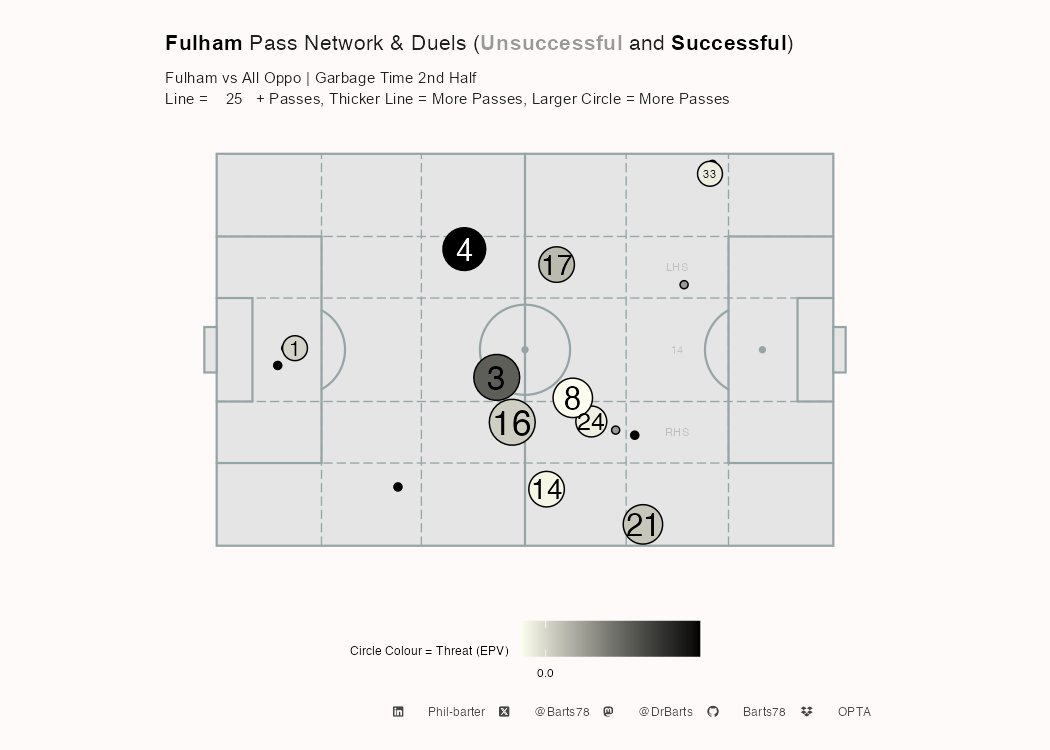 Fulham Pass Network & Duels (Unsuccessful and Successful)
Fulham vs All Oppo | Garbage Time 2nd Half
Line = 25 + Passes, Thicker Line = More Passes, Larger Circle = More Passes
33
4
17
LHS
1
14
3
8
16
24
RHS
14
21
Circle Colour = Threat (EPV)
0.0
Phil-barter @Barts78 @DrBarts Barts78 OPTA